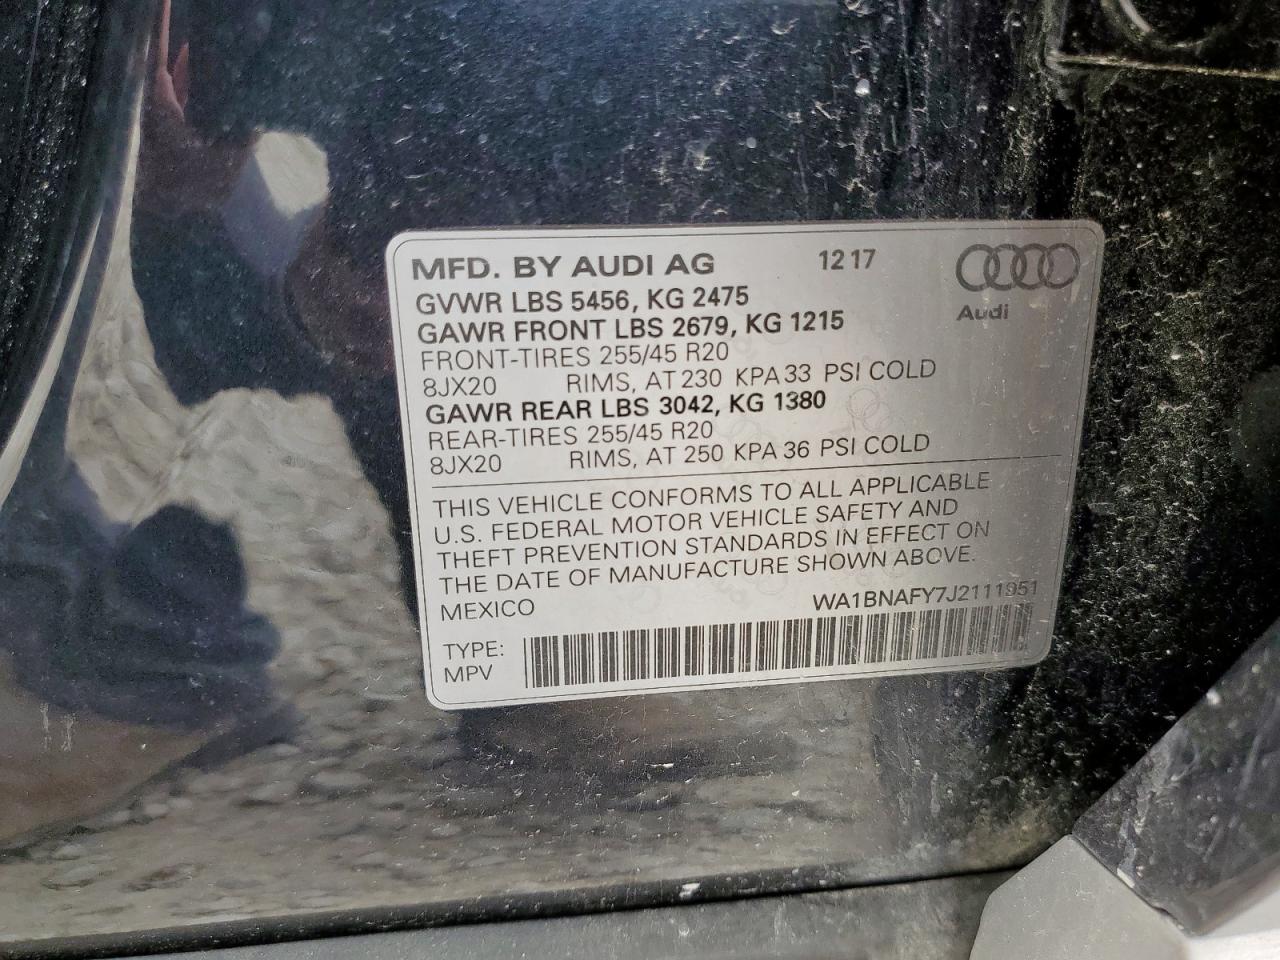 MFD. BY AUDI AG 12 17
Audi
GVWR LBS 5456, KG 2475
GAWR FRONT LBS 2679, KG 1215
FRONT-TIRES 255/45 R20
8JX20 RIMS, AT 230 KPA 33 PSI COLD
GAWR REAR LBS 3042, KG 1380
REAR-TIRES 255/45 R20
8JX20 RIMS, AT 250 KPA 36 PSI COLD
THIS VEHICLE CONFORMS TO ALL APPLICABLE
U.S. FEDERAL MOTOR VEHICLE SAFETY AND
THEFT PREVENTION STANDARDS IN EFFECT ON
THE DATE OF MANUFACTURE SHOWN ABOVE.
MEXICO WA1BNAFY7J2111951
TYPE:
MPV